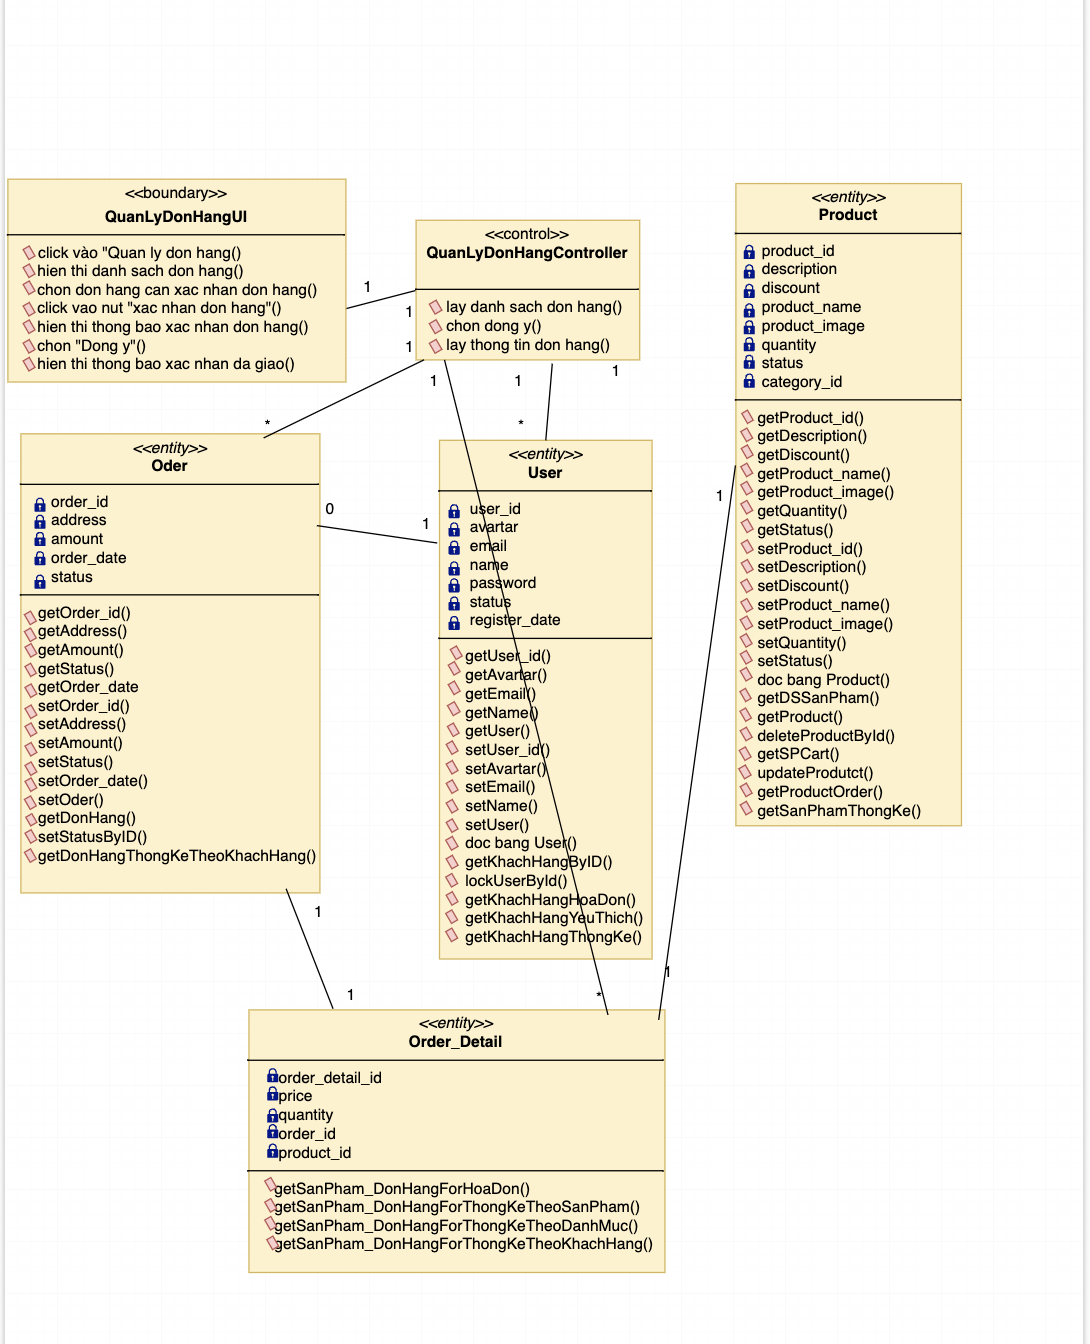 <<boundary>>
QuanLyDonHangUI
click vào "Quan ly don hang()
hien thi danh sach don hang()
chon don hang can xac nhan don hang()
click vao nut "xac nhan don hang"()
hien thi thong bao xac nhan don hang()
chon "Dong y"()
hien thi thong bao xac nhan da giao()
1
1
<<control>>
QuanLyDonHangController
lay danh sach don hang()
chon dong y()
lay thong tin don hang()
1
1
1
1
*
*
<<entity>>
Product
product_id
description
discount
product_name
product_image
quantity
status
category_id
getProduct_id()
getDescription()
getDiscount()
getProduct_name()
getProduct_image()
getQuantity()
getStatus()
setProduct_id()
setDescription()
setDiscount()
setProduct_name()
setProduct_image()
setQuantity()
setStatus()
doc bang Product()
getDSSanPham()
getProduct()
deleteProductById()
getSPCart()
updateProdutct()
getProductOrder()
getSanPhamThongKe()
<<entity>>
Oder
order_id
address
amount
order_date
status
getOrder_id()
getAddress()
getAmount()
getStatus()
getOrder_date
setOrder_id()
setAddress()
setAmount()
setStatus()
setOrder_date()
setOder()
getDonHang()
setStatusByID()
getDonHangThongKeTheoKhachHang()
0
1
<<entity>>
User
user_id
avartar
email
name
password
status
register_date
getUser_id()
getAvartar()
getEmail()
getName()
getUser()
setUser_id()
setAvartar()
setEmail()
setName()
setUser()
doc bang User()
getKhachHangByID()
lockUserById()
getKhachHangHoaDon()
getKhachHangYeuThich()
getKhachHangThongKe()
1
1
1
1
*
<<entity>>
Order_Detail
order_detail_id
price
quantity
order_id
product_id
getSanPham_DonHangForHoaDon()
getSanPham_DonHangForThongKeTheoSanPham()
getSanPham_DonHangForThongKeTheoDanhMuc()
getSanPham_DonHangForThongKeTheoKhachHang()